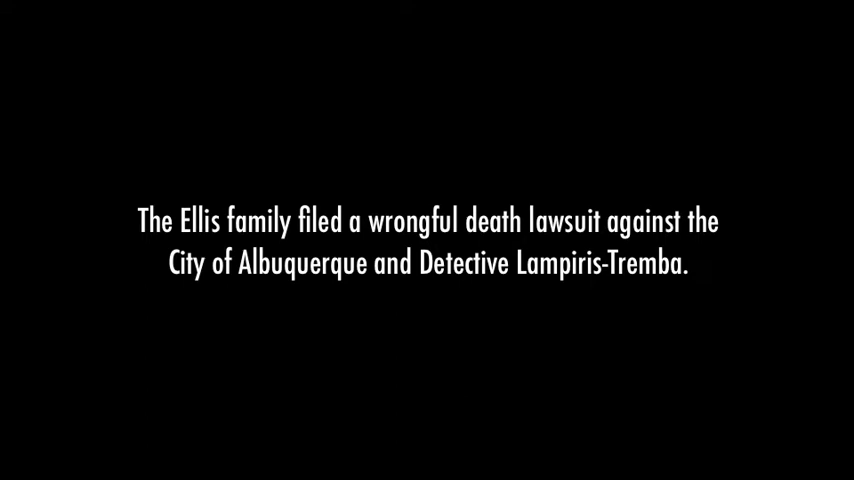 The Ellis family filed a wrongful death lawsuit against the
City of Albuquerque and Detective Lampiris-Tremba.